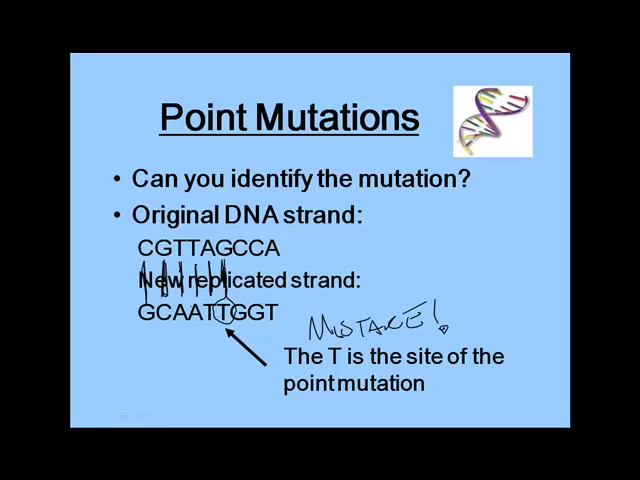 Point Mutations
• Can you identify the mutation?
• Original DNA strand:
CGTTAGCCA
New replicated strand:
GCAATTGGT
MISTAKE!
The T is the site of the
point mutation